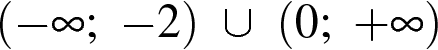 (−∞; −2) ∪ (0; +∞)